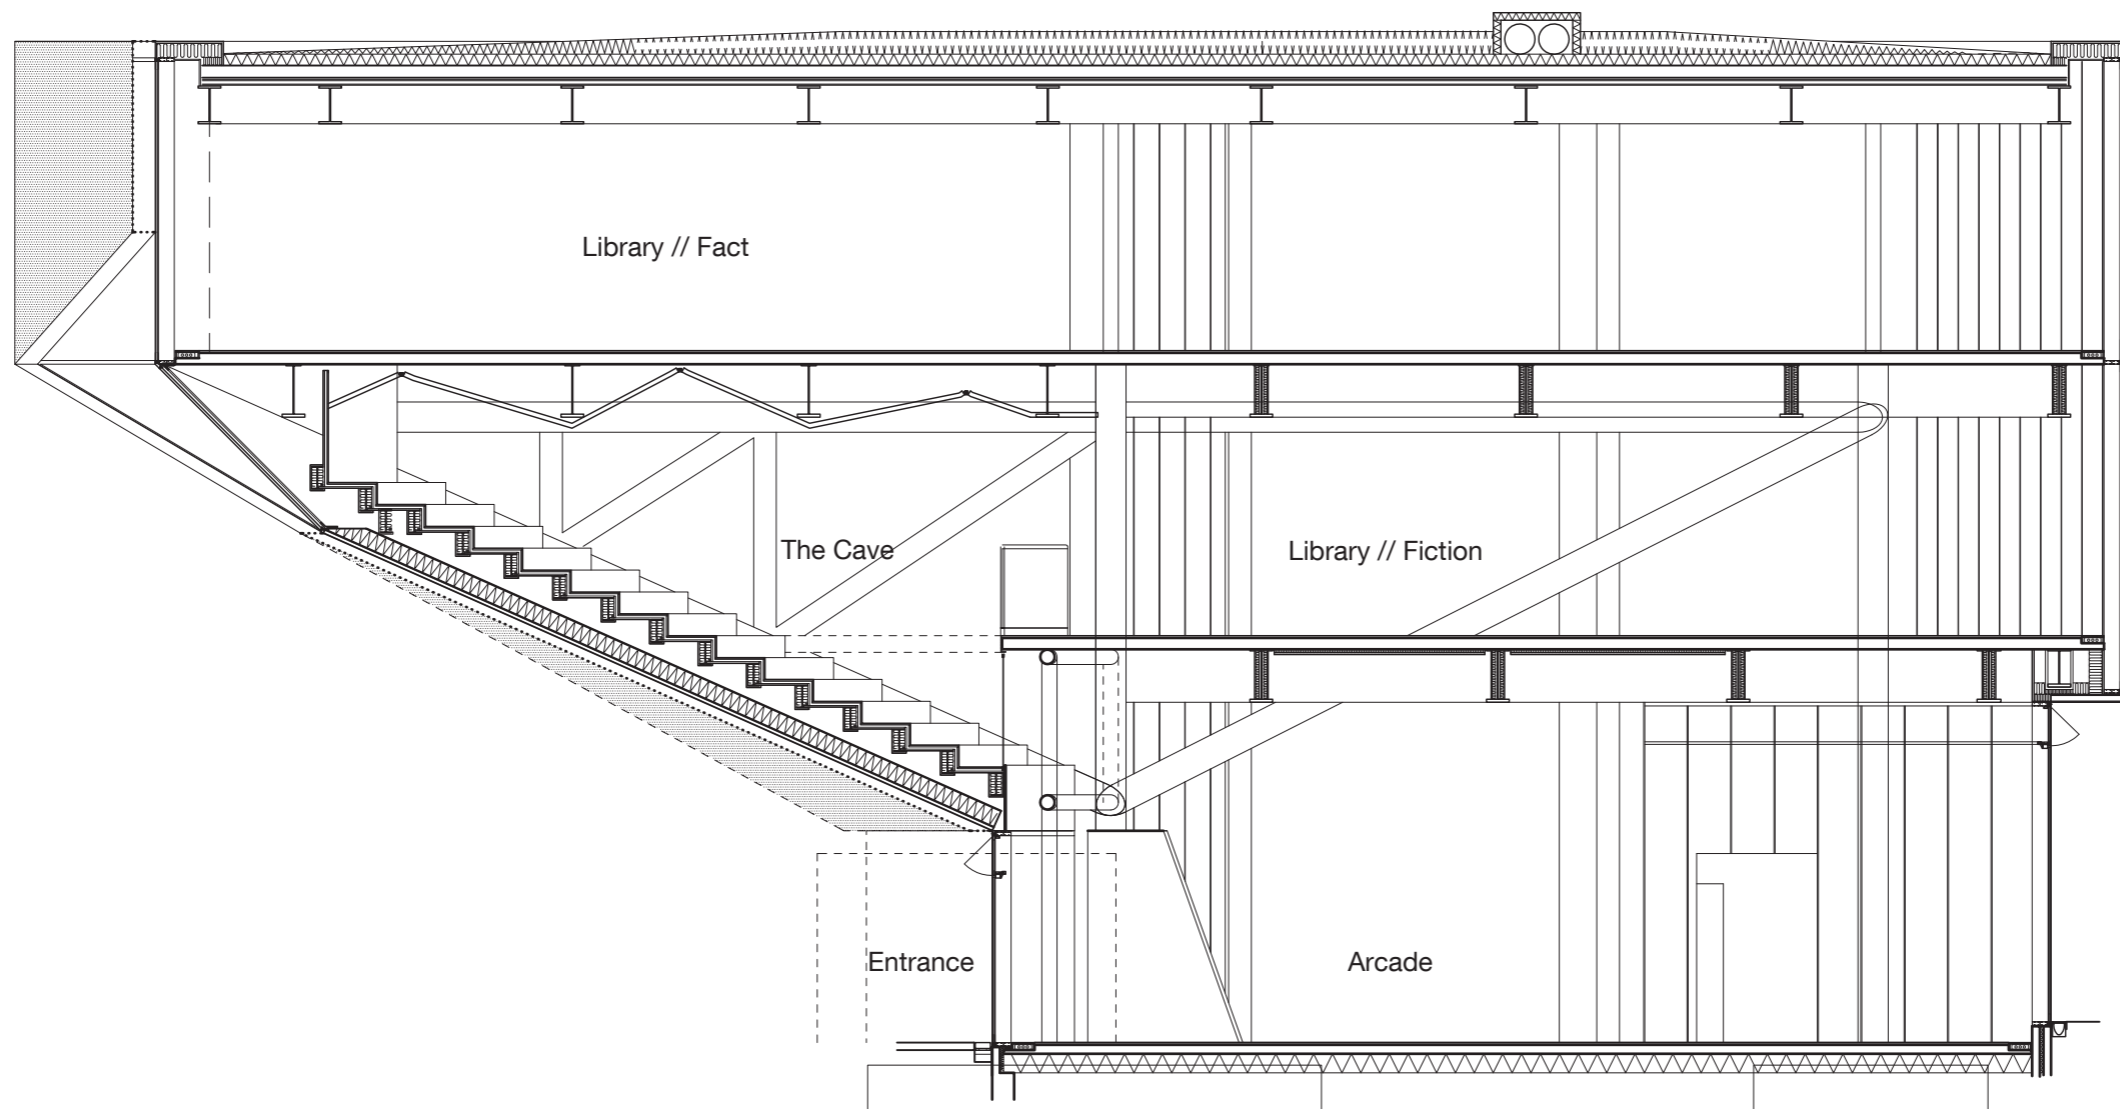 Library // Fact
The Cave
Library // Fiction
Entrance
Arcade